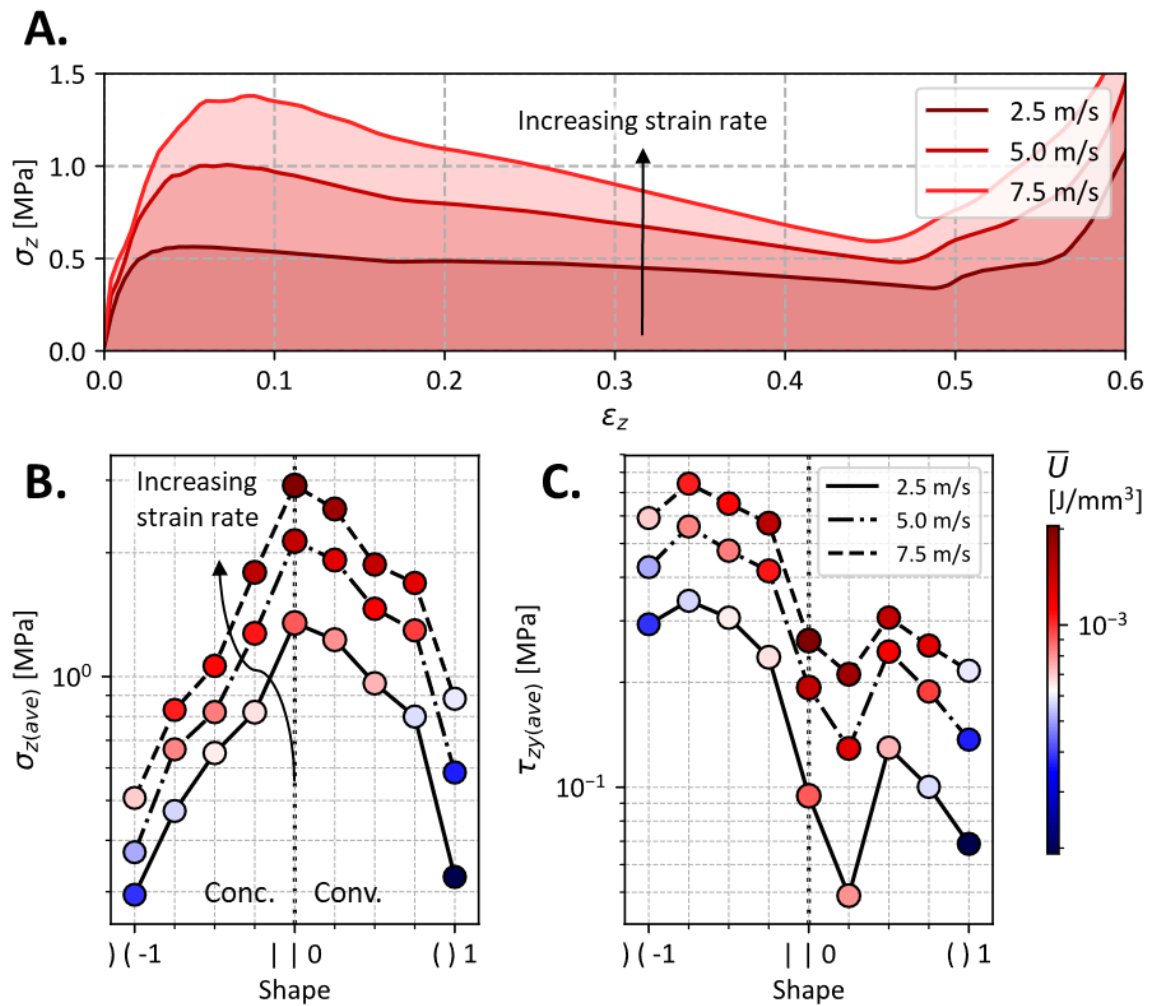 A.
1.5
1.0
0.5
0.0
σz [MPa]
Increasing strain rate
2.5 m/s
5.0 m/s
7.5 m/s
0.0 0.1 0.2 0.3 0.4 0.5 0.6
εz
B.
Increasing
strain rate
10⁰
σz(ave) [MPa]
Conc. Conv.
) ( -1 | | 0 ( ) 1
Shape
C.
2.5 m/s
5.0 m/s
7.5 m/s
10⁻¹
τzy(ave) [MPa]
) ( -1 | | 0 ( ) 1
Shape
U̅
[J/mm³]
10⁻³